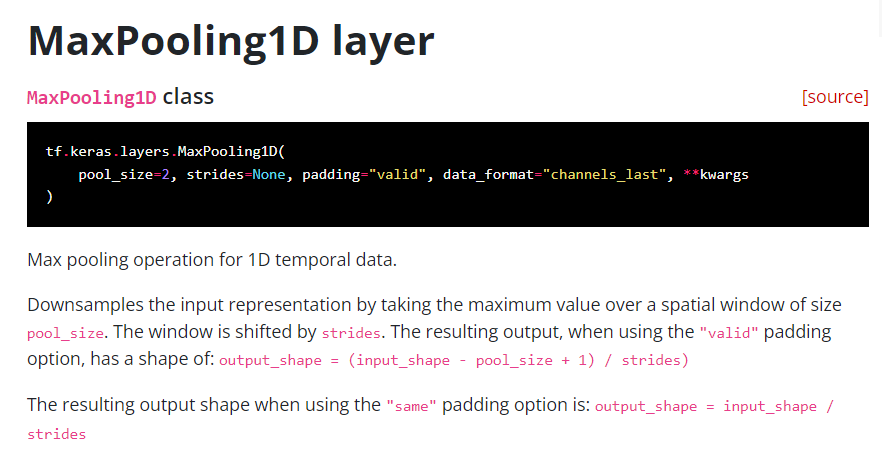 MaxPooling1D layer
MaxPooling1D class [source]
tf.keras.layers.MaxPooling1D(
    pool_size=2, strides=None, padding="valid", data_format="channels_last", **kwargs
)
Max pooling operation for 1D temporal data.
Downsamples the input representation by taking the maximum value over a spatial window of size
pool_size. The window is shifted by strides. The resulting output, when using the "valid" padding
option, has a shape of: output_shape = (input_shape - pool_size + 1) / strides)
The resulting output shape when using the "same" padding option is: output_shape = input_shape /
strides